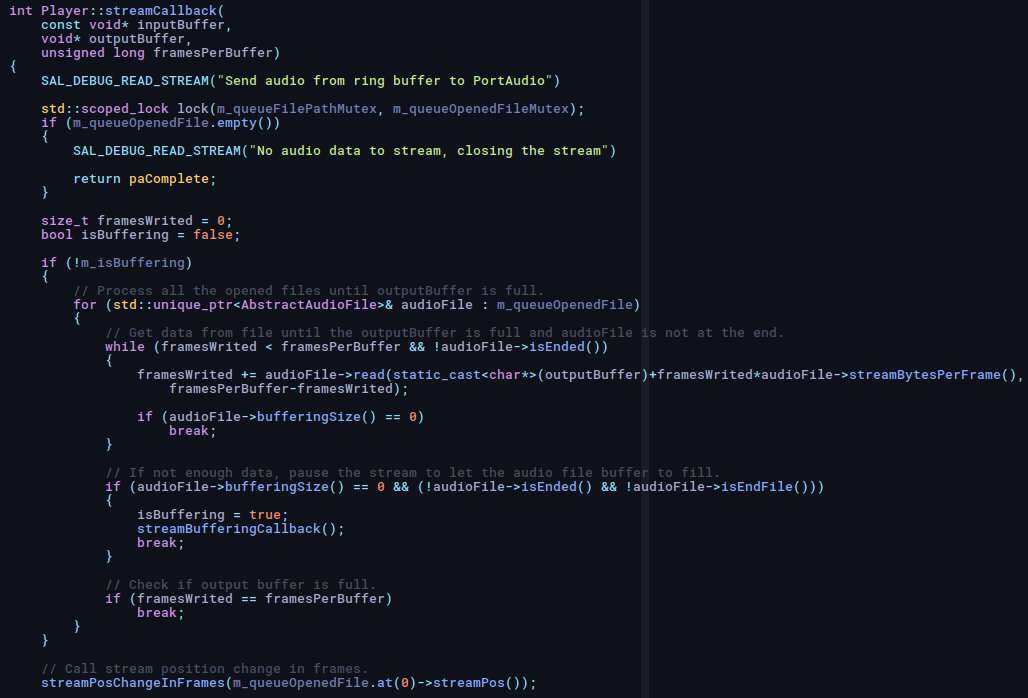 int Player::streamCallback(
    const void* inputBuffer,
    void* outputBuffer,
    unsigned long framesPerBuffer)
{
    SAL_DEBUG_READ_STREAM("Send audio from ring buffer to PortAudio")

    std::scoped_lock lock(m_queueFilePathMutex, m_queueOpenedFileMutex);
    if (m_queueOpenedFile.empty())
    {
        SAL_DEBUG_READ_STREAM("No audio data to stream, closing the stream")

        return paComplete;
    }

    size_t framesWrited = 0;
    bool isBuffering = false;

    if (!m_isBuffering)
    {
        // Process all the opened files until outputBuffer is full.
        for (std::unique_ptr<AbstractAudioFile>& audioFile : m_queueOpenedFile)
        {
            // Get data from file until the outputBuffer is full and audioFile is not at the end.
            while (framesWrited < framesPerBuffer && !audioFile->isEnded())
            {
                framesWrited += audioFile->read(static_cast<char*>(outputBuffer)+framesWrited*audioFile->streamBytesPerFrame(),
                    framesPerBuffer-framesWrited);

                if (audioFile->bufferingSize() == 0)
                    break;
            }

            // If not enough data, pause the stream to let the audio file buffer to fill.
            if (audioFile->bufferingSize() == 0 && (!audioFile->isEnded() && !audioFile->isEndFile()))
            {
                isBuffering = true;
                streamBufferingCallback();
                break;
            }

            // Check if output buffer is full.
            if (framesWrited == framesPerBuffer)
                break;
        }
    }

    // Call stream position change in frames.
    streamPosChangeInFrames(m_queueOpenedFile.at(0)->streamPos());